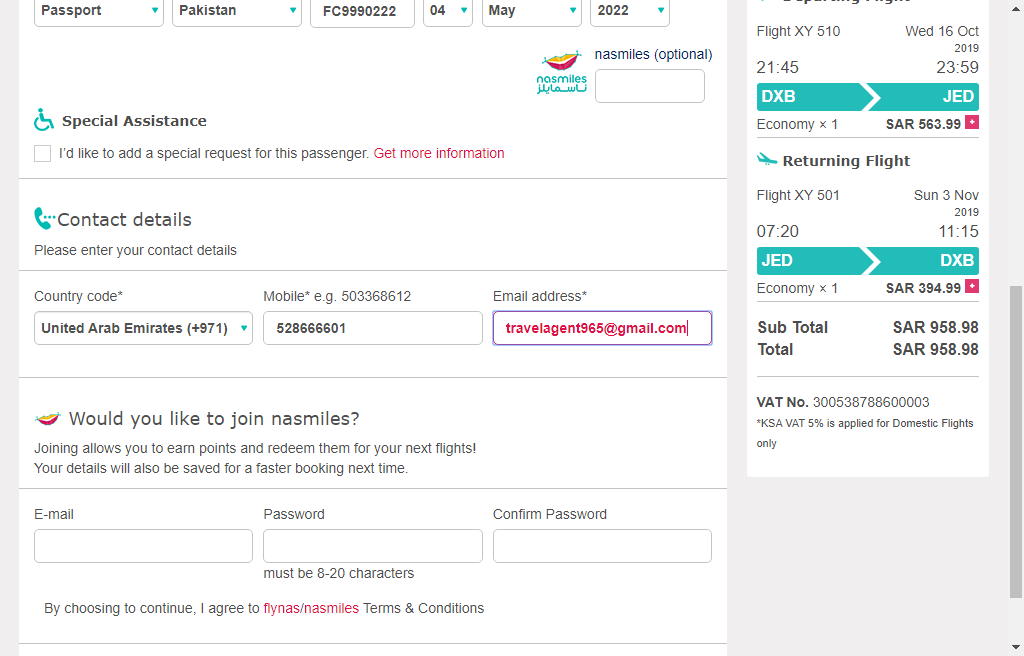 Passport Pakistan FC9990222 04 May 2022
nasmiles (optional)
nasmiles
ناسمايلز
Special Assistance
I'd like to add a special request for this passenger. Get more information
Contact details
Please enter your contact details
Country code* Mobile* e.g. 503368612 Email address*
United Arab Emirates (+971) 528666601 travelagent965@gmail.com
Would you like to join nasmiles?
Joining allows you to earn points and redeem them for your next flights!
Your details will also be saved for a faster booking next time.
E-mail Password Confirm Password
must be 8-20 characters
By choosing to continue, I agree to flynas/nasmiles Terms & Conditions
Departing Flight
Flight XY 510 Wed 16 Oct
2019
21:45 23:59
DXB JED
Economy × 1 SAR 563.99 +
Returning Flight
Flight XY 501 Sun 3 Nov
2019
07:20 11:15
JED DXB
Economy × 1 SAR 394.99 +
Sub Total SAR 958.98
Total SAR 958.98
VAT No. 300538788600003
*KSA VAT 5% is applied for Domestic Flights
only